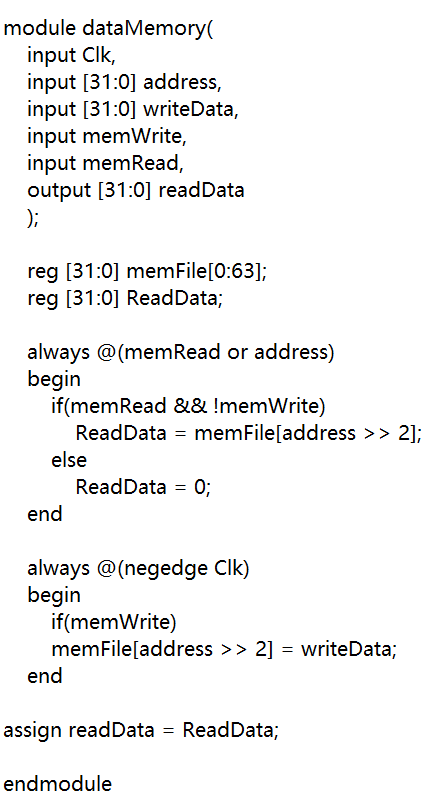 module dataMemory(
    input Clk,
    input [31:0] address,
    input [31:0] writeData,
    input memWrite,
    input memRead,
    output [31:0] readData
    );

    reg [31:0] memFile[0:63];
    reg [31:0] ReadData;

    always @(memRead or address)
    begin
        if(memRead && !memWrite)
            ReadData = memFile[address >> 2];
        else
            ReadData = 0;
    end

    always @(negedge Clk)
    begin
        if(memWrite)
        memFile[address >> 2] = writeData;
    end

assign readData = ReadData;

endmodule